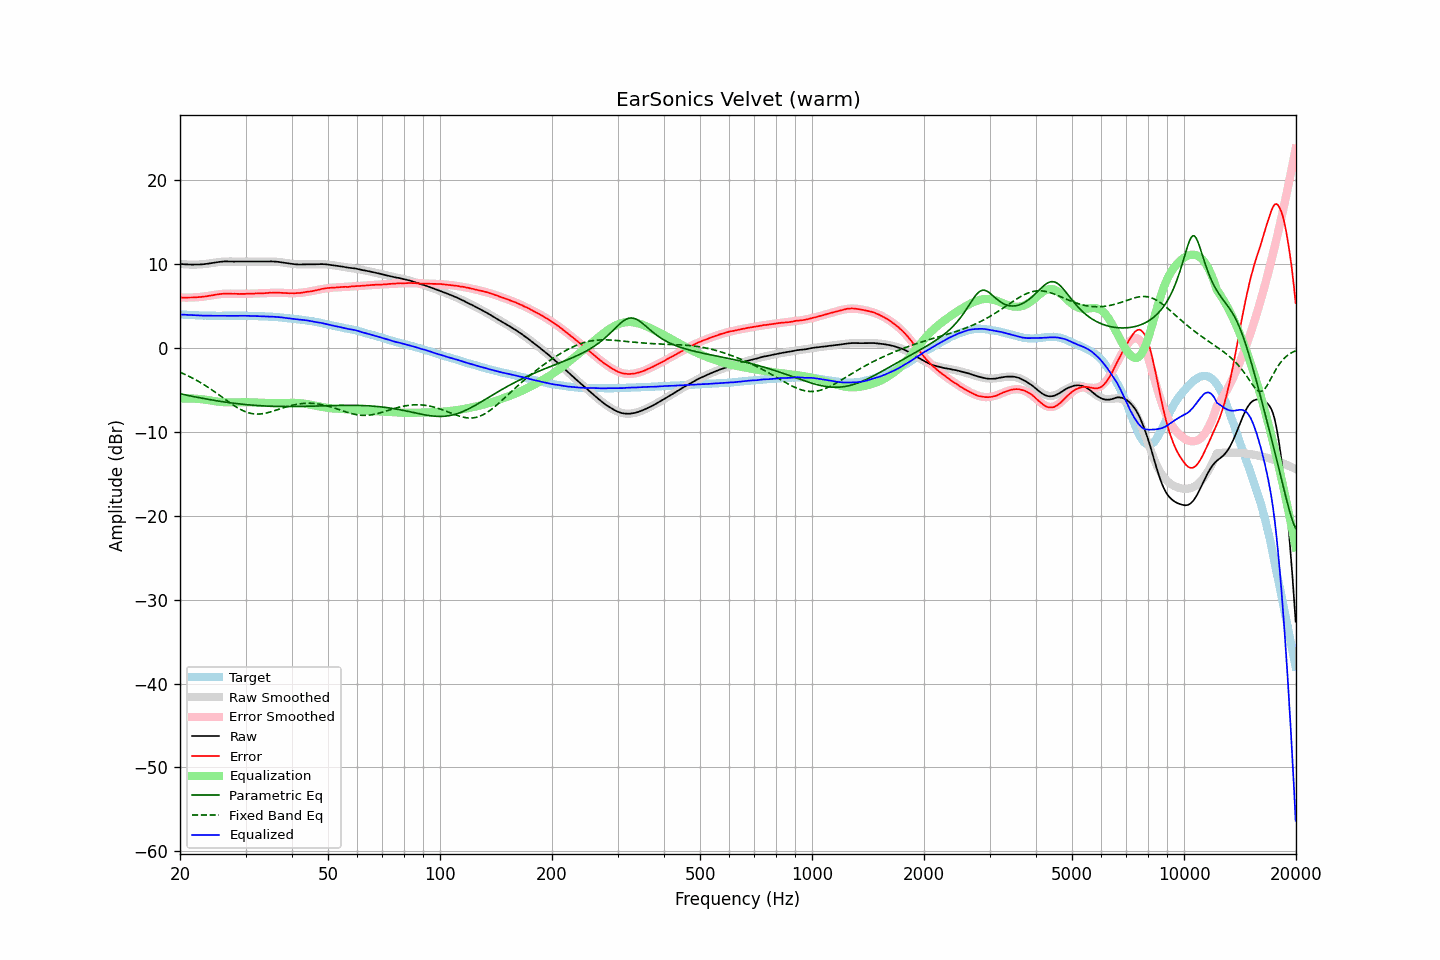 EarSonics Velvet (warm)
20
10
0
−10
−20
−30
−40
−50
−60
Amplitude (dBr)
Target
Raw Smoothed
Error Smoothed
Raw
Error
Equalization
Parametric Eq
Fixed Band Eq
Equalized
20 50 100 200 500 1000 2000 5000 10000 20000
Frequency (Hz)